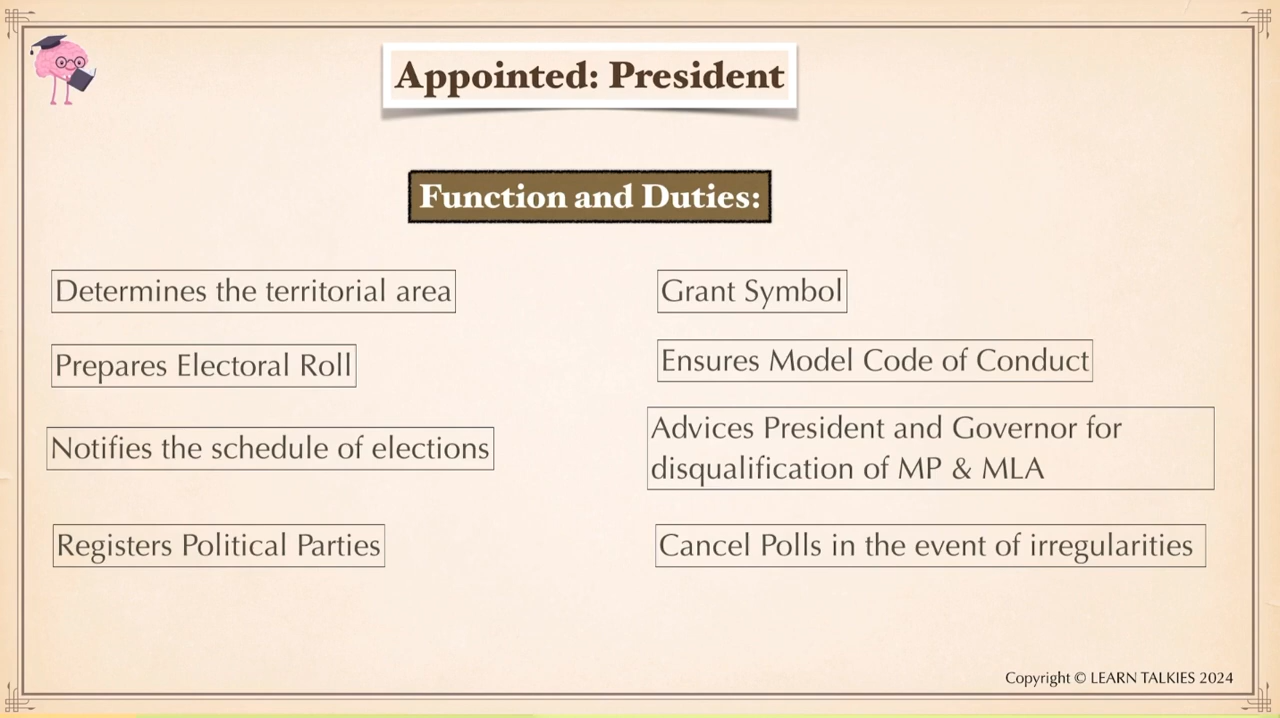 Appointed: President
Function and Duties:
Determines the territorial area
Prepares Electoral Roll
Notifies the schedule of elections
Registers Political Parties
Grant Symbol
Ensures Model Code of Conduct
Advices President and Governor for
disqualification of MP & MLA
Cancel Polls in the event of irregularities
Copyright © LEARN TALKIES 2024